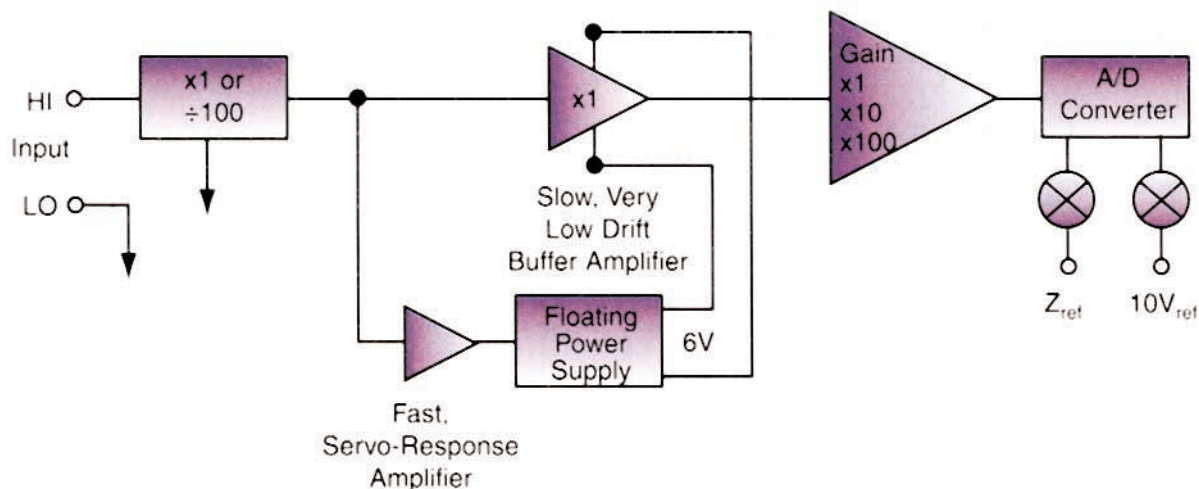 HI
Input
LO
x1 or
÷100
x1
Slow, Very
Low Drift
Buffer Amplifier
Fast,
Servo-Response
Amplifier
Floating
Power
Supply
6V
Gain
x1
x10
x100
A/D
Converter
Zref
10Vref